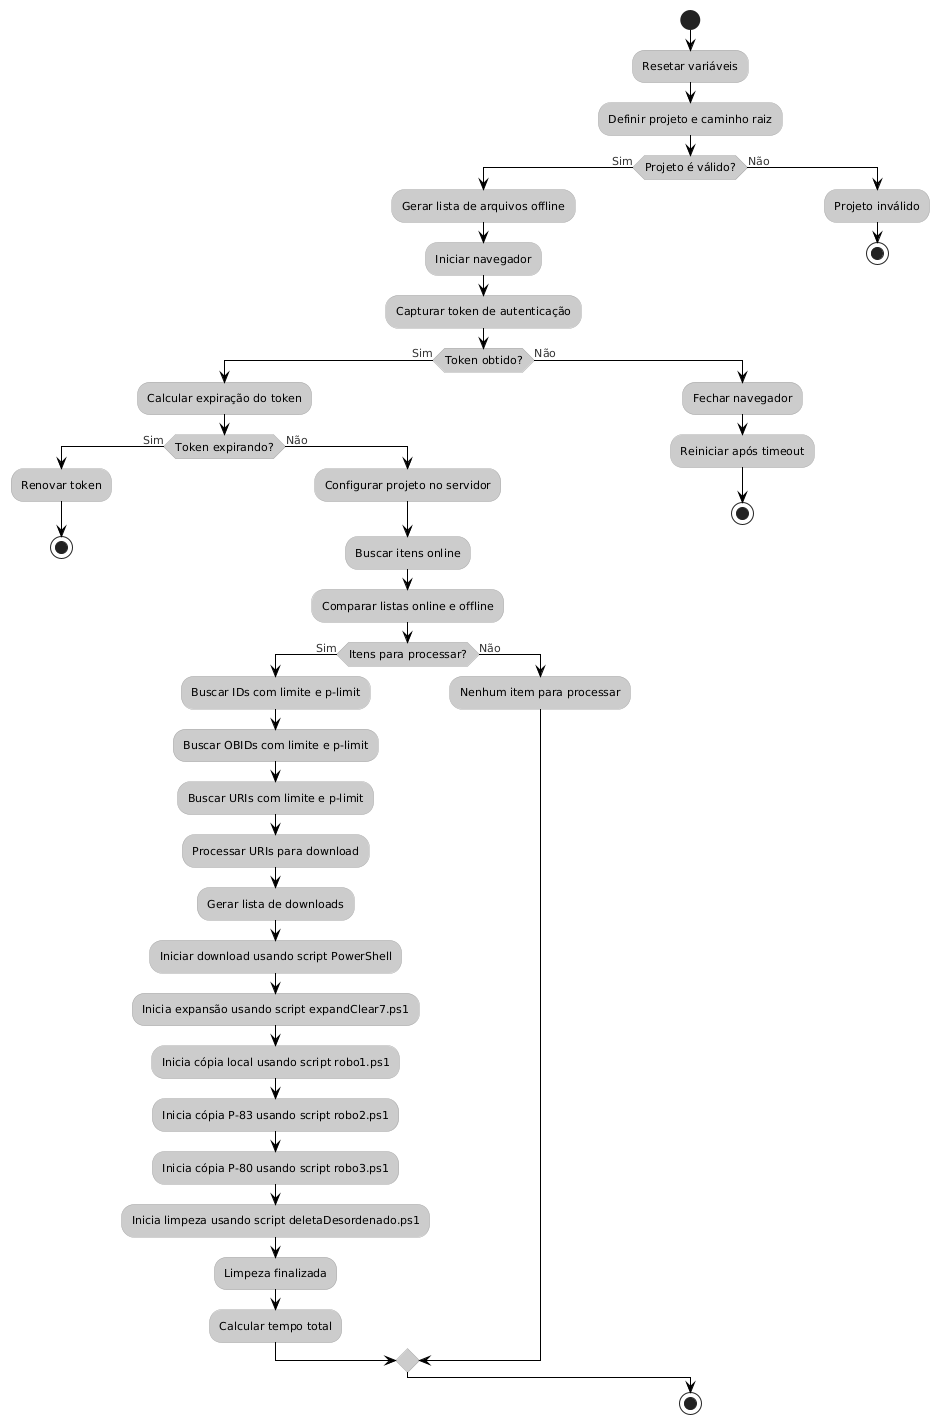 Resetar variáveis
Definir projeto e caminho raiz
Sim
Projeto é válido?
Não
Gerar lista de arquivos offline
Projeto inválido
Iniciar navegador
Capturar token de autenticação
Sim
Token obtido?
Não
Calcular expiração do token
Fechar navegador
Sim
Token expirando?
Não
Reiniciar após timeout
Renovar token
Configurar projeto no servidor
Buscar itens online
Comparar listas online e offline
Sim
Itens para processar?
Não
Buscar IDs com limite e p-limit
Nenhum item para processar
Buscar OBIDs com limite e p-limit
Buscar URIs com limite e p-limit
Processar URIs para download
Gerar lista de downloads
Iniciar download usando script PowerShell
Inicia expansão usando script expandClear7.ps1
Inicia cópia local usando script robo1.ps1
Inicia cópia P-83 usando script robo2.ps1
Inicia cópia P-80 usando script robo3.ps1
Inicia limpeza usando script deletaDesordenado.ps1
Limpeza finalizada
Calcular tempo total